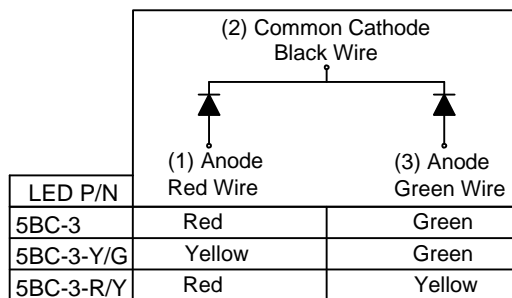 (2) Common Cathode
Black Wire
(1) Anode
Red Wire
(3) Anode
Green Wire
LED P/N
5BC-3 Red Green
5BC-3-Y/G Yellow Green
5BC-3-R/Y Red Yellow